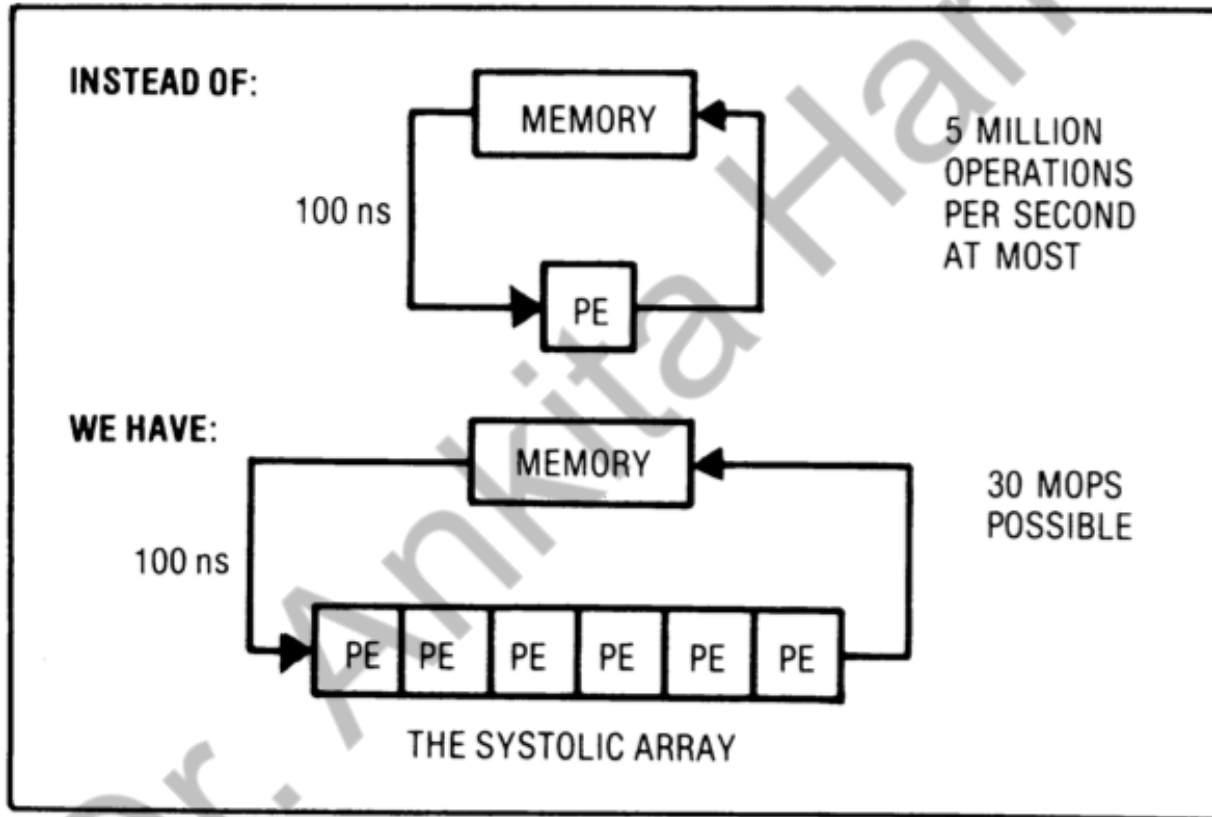 INSTEAD OF:
MEMORY
100 ns
PE
5 MILLION
OPERATIONS
PER SECOND
AT MOST
WE HAVE:
MEMORY
100 ns
PE PE PE PE PE PE
30 MOPS
POSSIBLE
THE SYSTOLIC ARRAY
Dr. Ankita Har